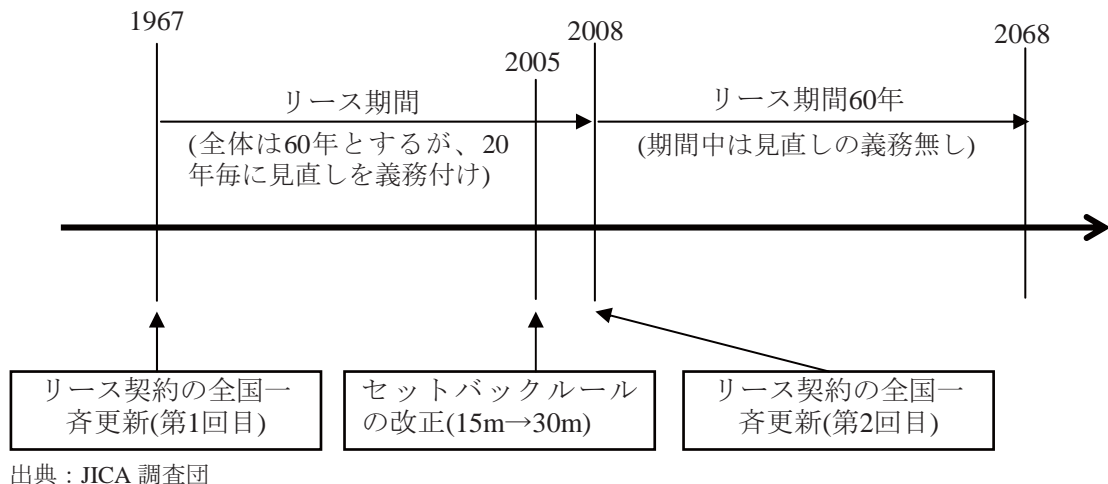 1967
2005
2008
2068
リース期間
(全体は60年とするが、20
年毎に見直しを義務付け)
リース期間60年
(期間中は見直しの義務無し)
リース契約の全国一
斉更新(第1回目)
セットバックルール
の改正(15m→30m)
リース契約の全国一
斉更新(第2回目)
出典：JICA 調査団